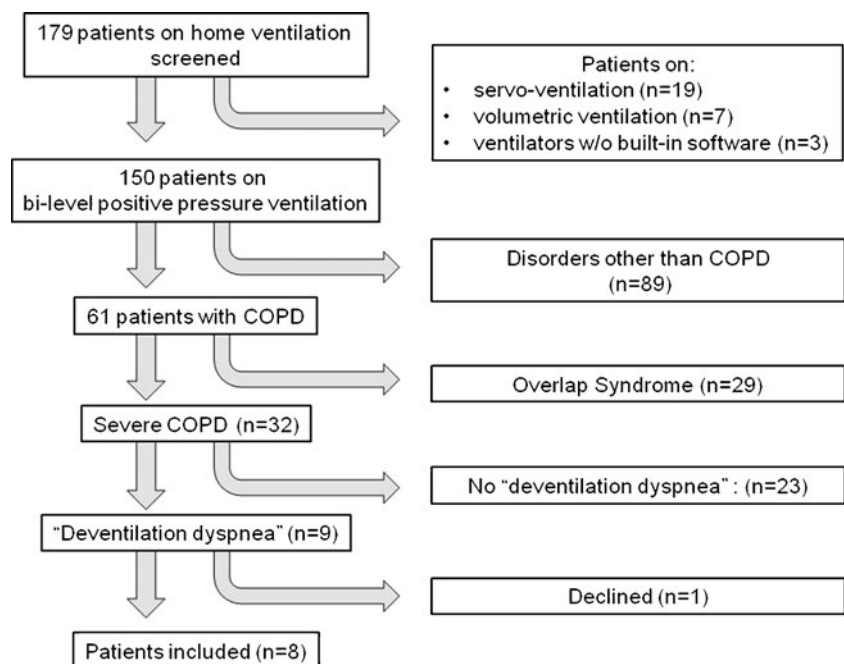 179 patients on home ventilation
screened
Patients on:
• servo-ventilation (n=19)
• volumetric ventilation (n=7)
• ventilators w/o built-in software (n=3)
150 patients on
bi-level positive pressure ventilation
Disorders other than COPD
(n=89)
61 patients with COPD
Overlap Syndrome (n=29)
Severe COPD (n=32)
No “deventilation dyspnea” : (n=23)
“Deventilation dyspnea” (n=9)
Declined (n=1)
Patients included (n=8)